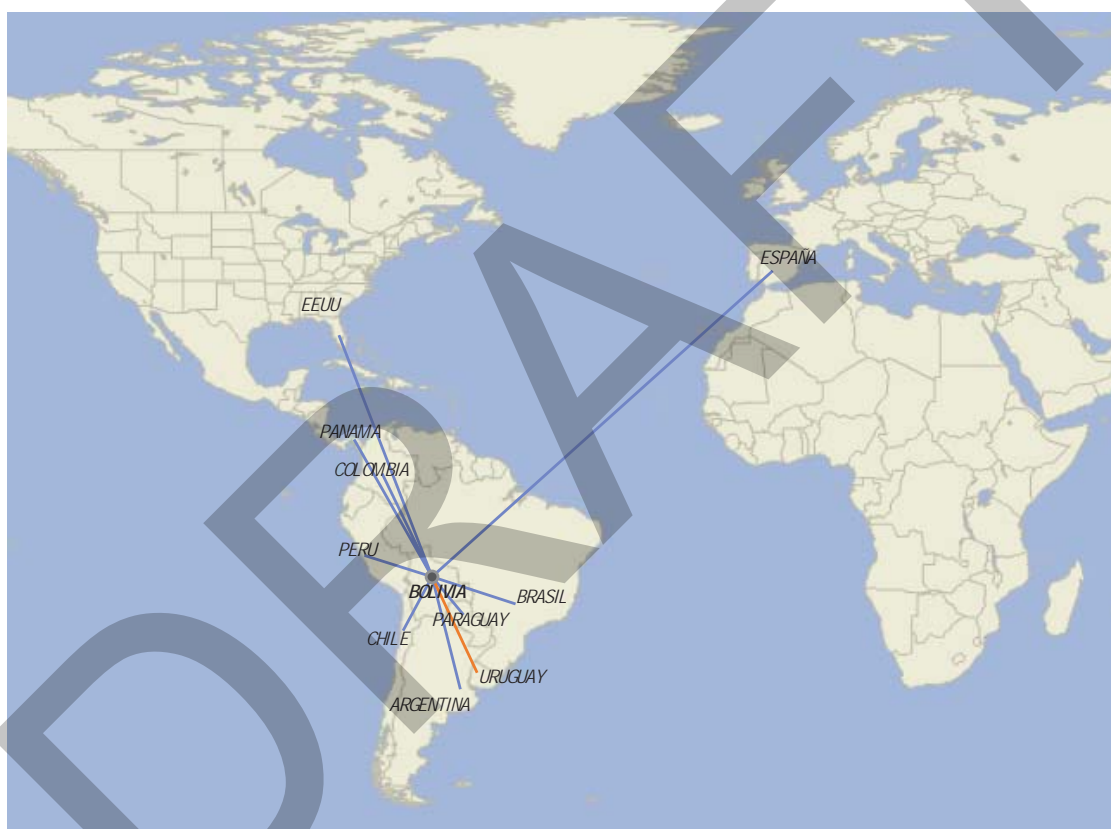 ESPAÑA
EEUU
PANAMA
COLOMBIA
PERU
BOLIVIA
BRASIL
PARAGUAY
CHILE
URUGUAY
ARGENTINA
DRAFT